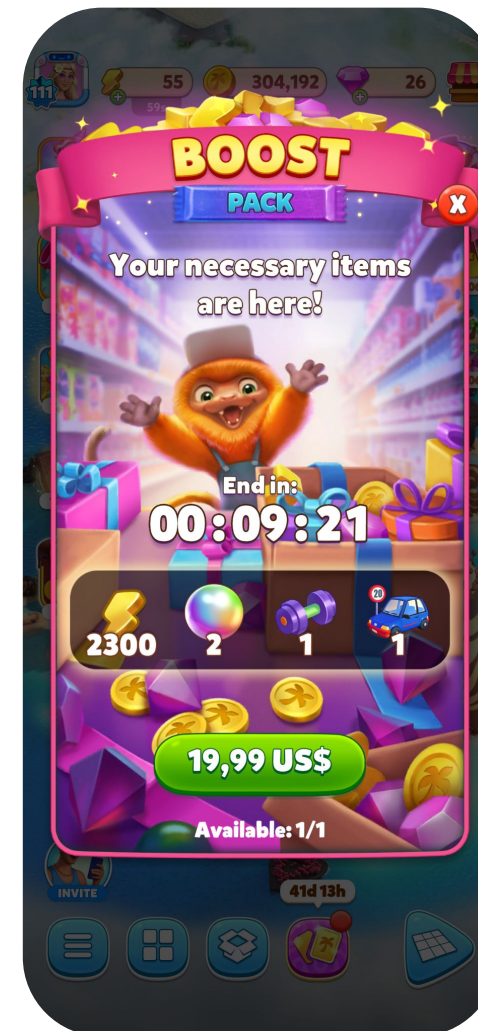 111
55
304,192
26
BOOST
PACK
X
Your necessary items
are here!
End in:
00:09:21
20
2300
2
1
1
19,99 US$
Available: 1/1
INVITE
41d 13h